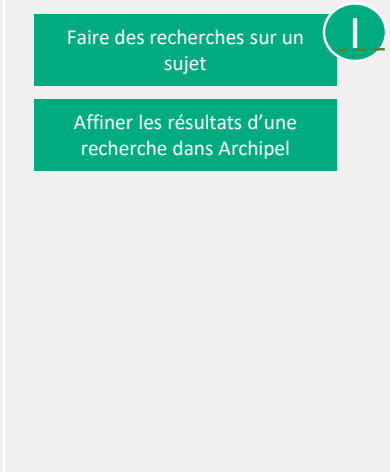 Faire des recherches sur un
sujet
I
Affiner les résultats d’une
recherche dans Archipel